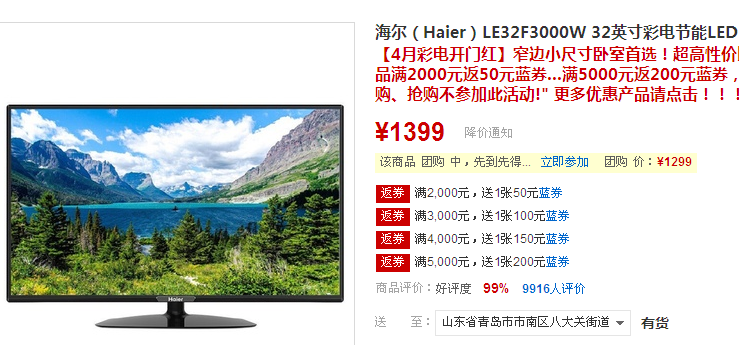 海尔（Haier）LE32F3000W 32英寸彩电节能LED
【4月彩电开门红】窄边小尺寸卧室首选！超高性价
品满2000元返50元蓝券...满5000元返200元蓝券，
购、抢购不参加此活动!" 更多优惠产品请点击！！！
¥1399 降价通知
该商品 团购 中，先到先得... 立即参加 团购 价：¥1299
返券 满2,000元，送1张50元蓝券
返券 满3,000元，送1张100元蓝券
返券 满4,000元，送1张150元蓝券
返券 满5,000元，送1张200元蓝券
商品评价：好评度 99% 9916人评价
送 至：山东省青岛市市南区八大关街道 有货
Haier